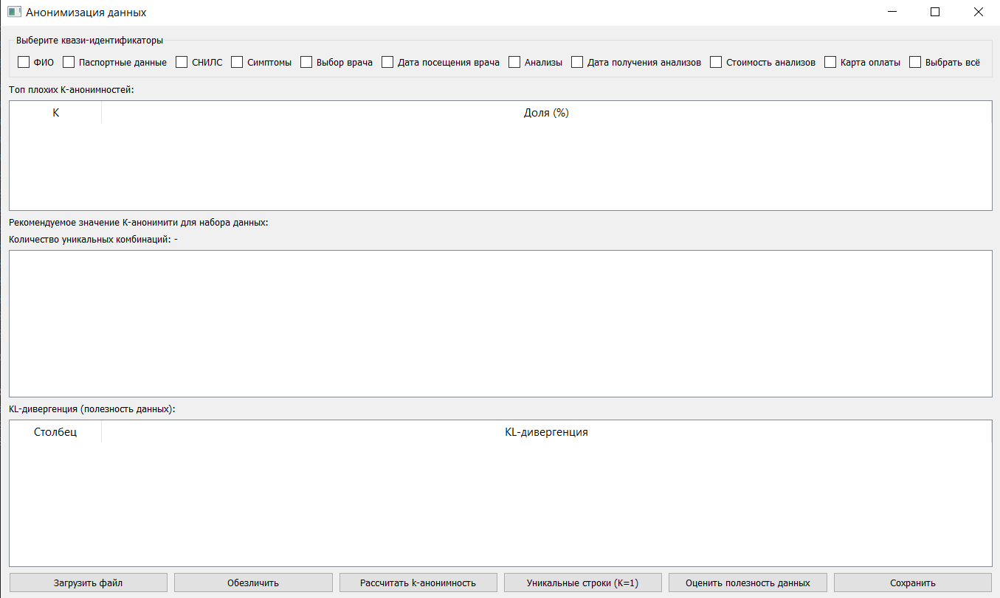 Анонимизация данных
Выберите квази-идентификаторы
ФИО Паспортные данные СНИЛС Симптомы Выбор врача Дата посещения врача Анализы Дата получения анализов Стоимость анализов Карта оплаты Выбрать всё
Топ плохих К-анонимностей:
К Доля (%)
Рекомендуемое значение К-анонимити для набора данных:
Количество уникальных комбинаций: -
KL-дивергенция (полезность данных):
Столбец KL-дивергенция
Загрузить файл Обезличить Рассчитать k-анонимность Уникальные строки (K=1) Оценить полезность данных Сохранить